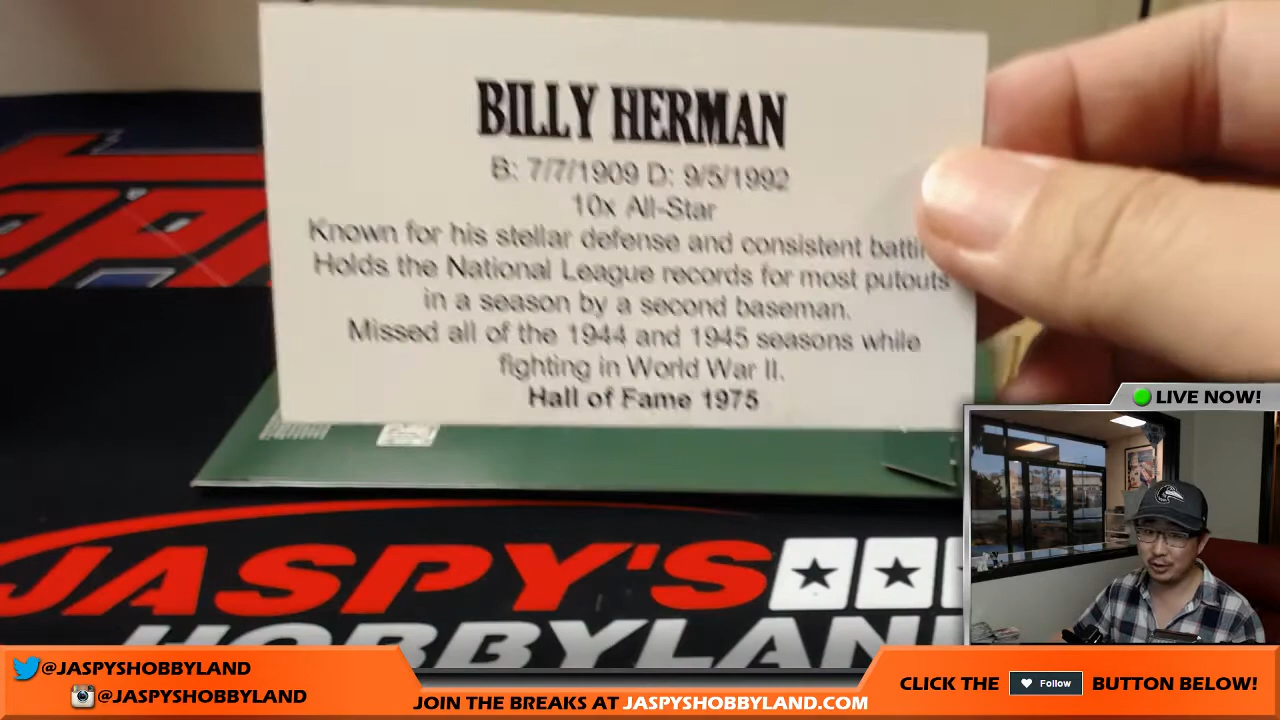 BILLY HERMAN
B: 7/7/1909 D: 9/5/1992
10x All-Star
Known for his stellar defense and consistent
Holds the National League records for most putouts
in a season by a second baseman.
Missed all of the 1944 and 1945 seasons while
fighting in World War II.
Hall of Fame 1975
LIVE NOW!
JASPY'S
HOBBYLAN
@JASPYSHOBBYLAND
@JASPYSHOBBYLAND
JOIN THE BREAKS AT JASPYSHOBBYLAND.COM
CLICK THE Follow BUTTON BELOW!